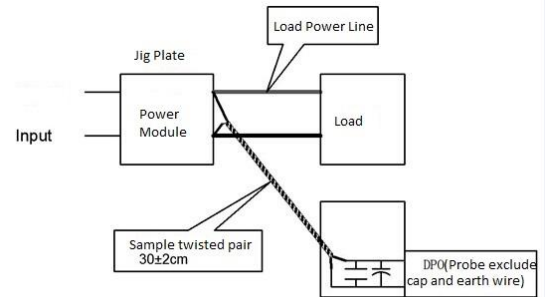 Load Power Line
Jig Plate
Power
Module
Load
Input
Sample twisted pair
30±2cm
DPO(Probe exclude
cap and earth wire)